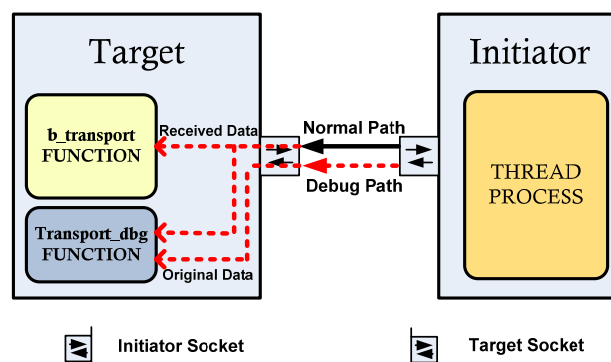 Target
Initiator
b_transport
FUNCTION
Received Data
Normal Path
Debug Path
THREAD
PROCESS
Transport_dbg
FUNCTION
Original Data
Initiator Socket
Target Socket